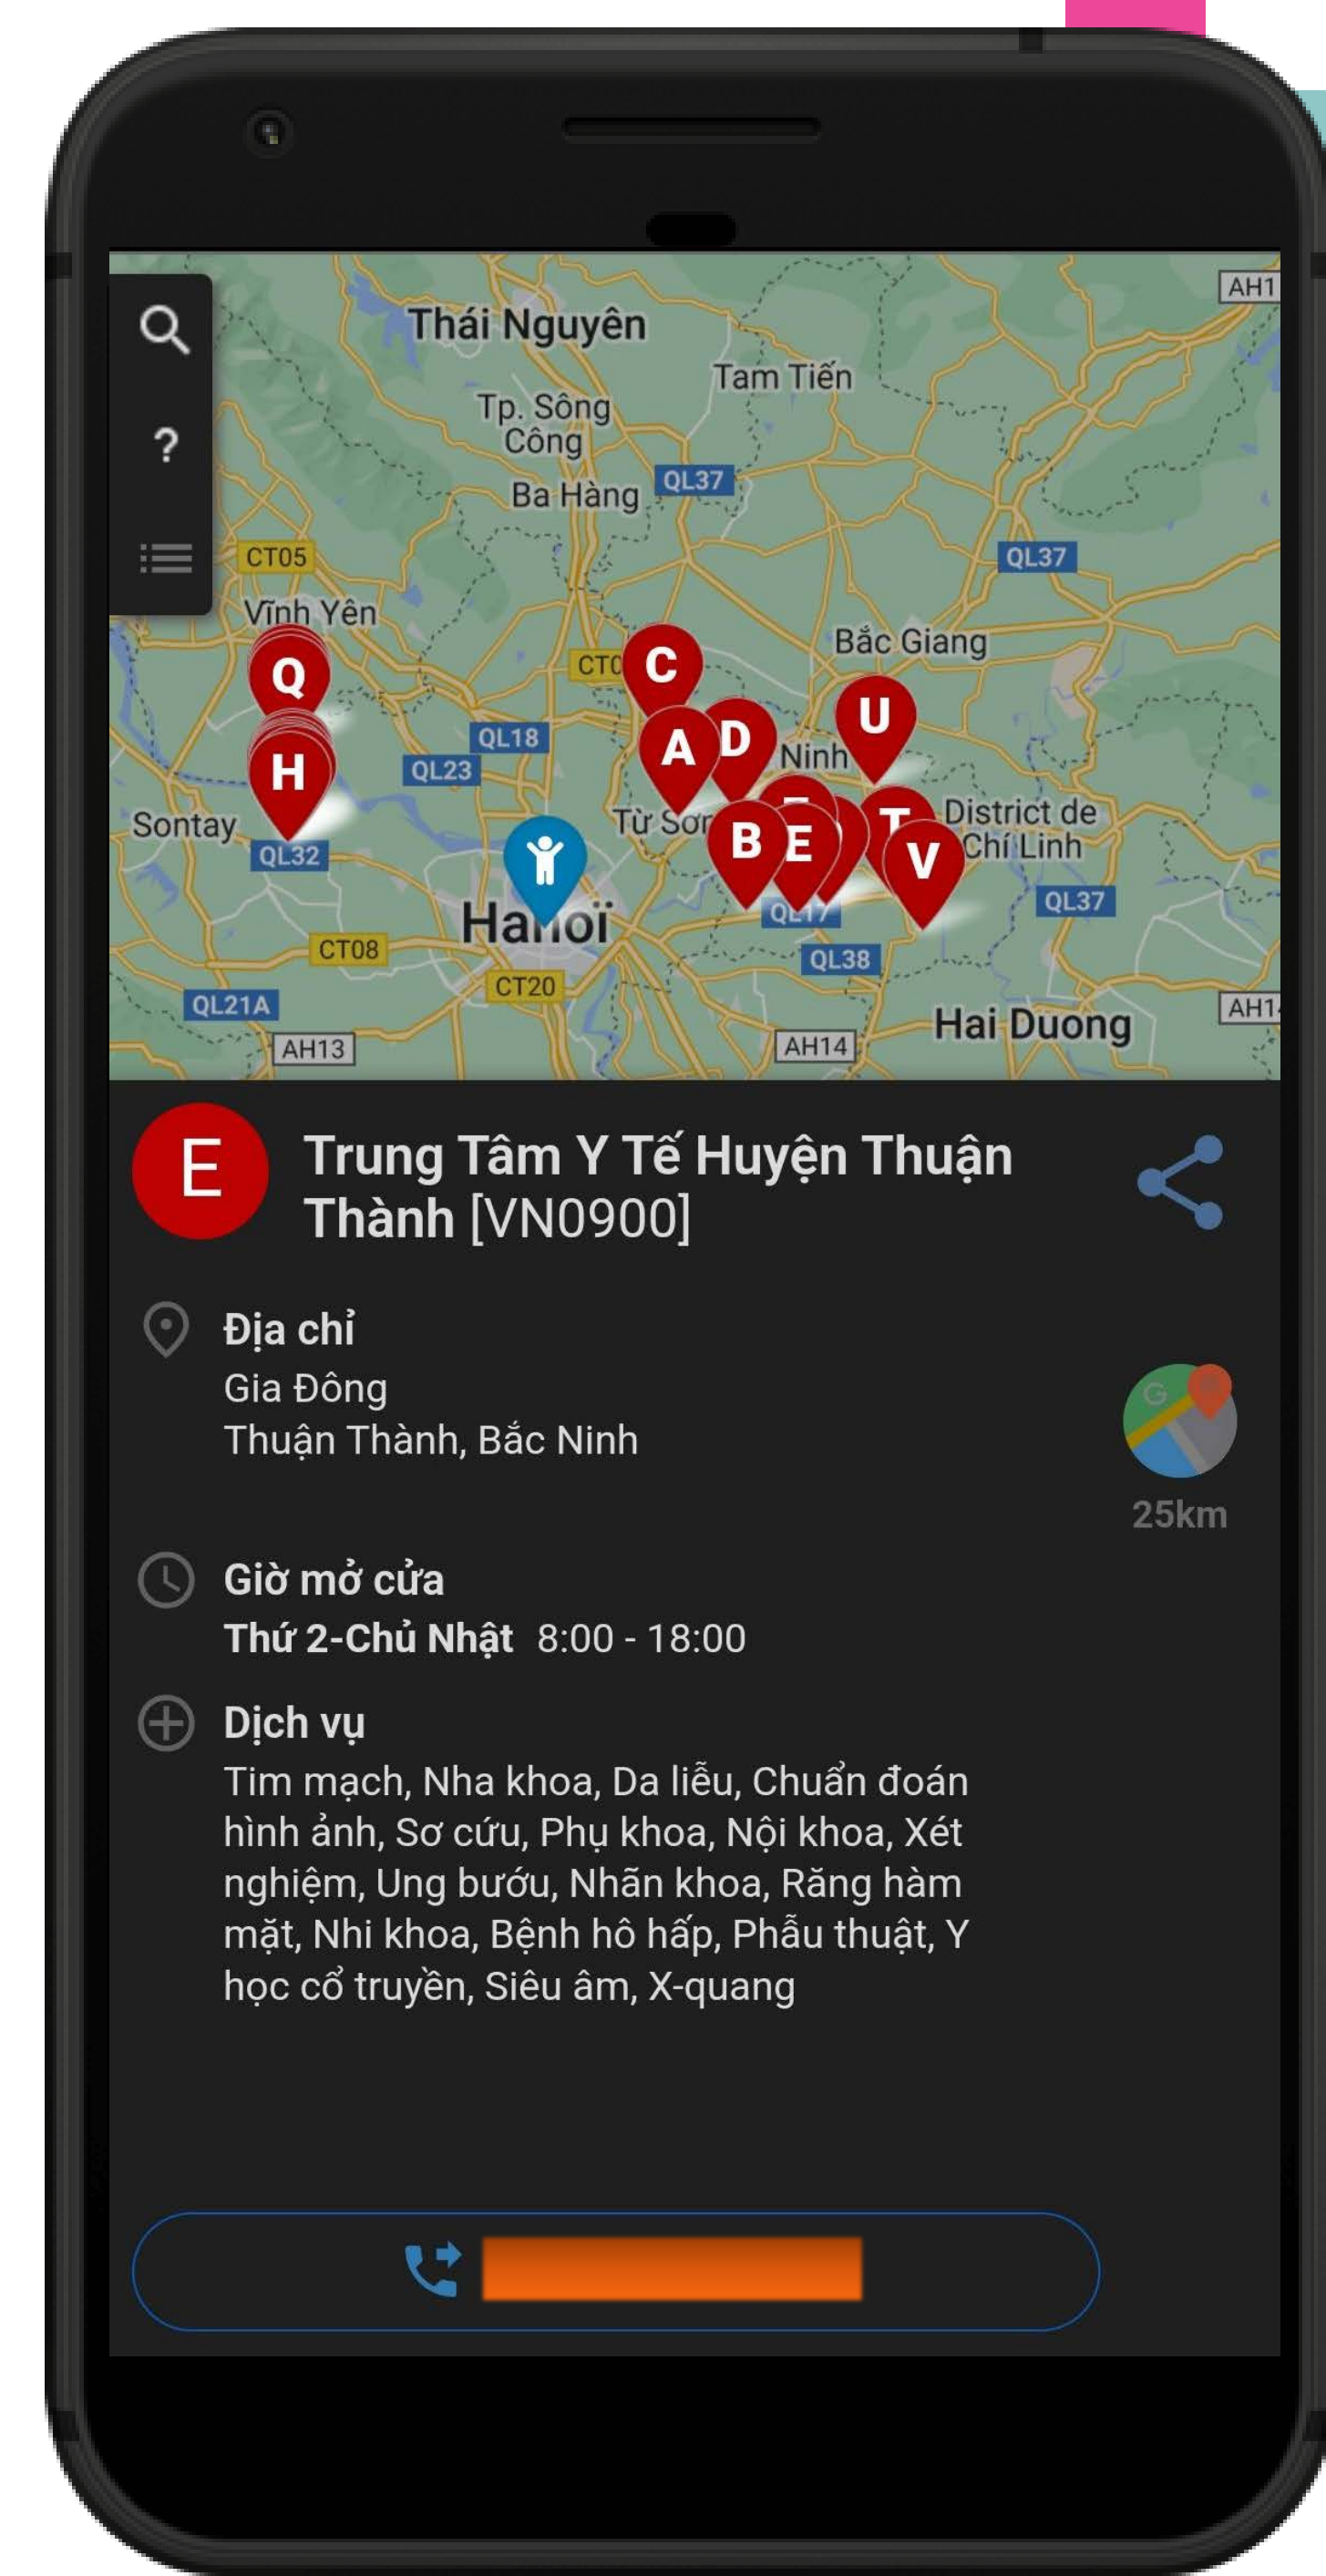 AH1
Thái Nguyên
Tam Tiến
Tp. Sông
Công
QL37
Ba Hàng
CT05
QL37
Vĩnh Yên
Bắc Giang
C
Q
U
QL18
A
D
Ninh
QL23
H
Từ Sơn
T
District de
Chí Linh
Sontay
B
E
V
QL32
QL37
QL17
Hanoï
CT08
QL38
CT20
QL21A
AH1
Hai Duong
AH13
AH14
E
Trung Tâm Y Tế Huyện Thuận
Thành [VN0900]
Địa chỉ
Gia Đông
Thuận Thành, Bắc Ninh
G
25km
Giờ mở cửa
Thứ 2-Chủ Nhật 8:00 - 18:00
Dịch vụ
Tim mạch, Nha khoa, Da liễu, Chuẩn đoán
hình ảnh, Sơ cứu, Phụ khoa, Nội khoa, Xét
nghiệm, Ung bướu, Nhãn khoa, Răng hàm
mặt, Nhi khoa, Bệnh hô hấp, Phẫu thuật, Y
học cổ truyền, Siêu âm, X-quang